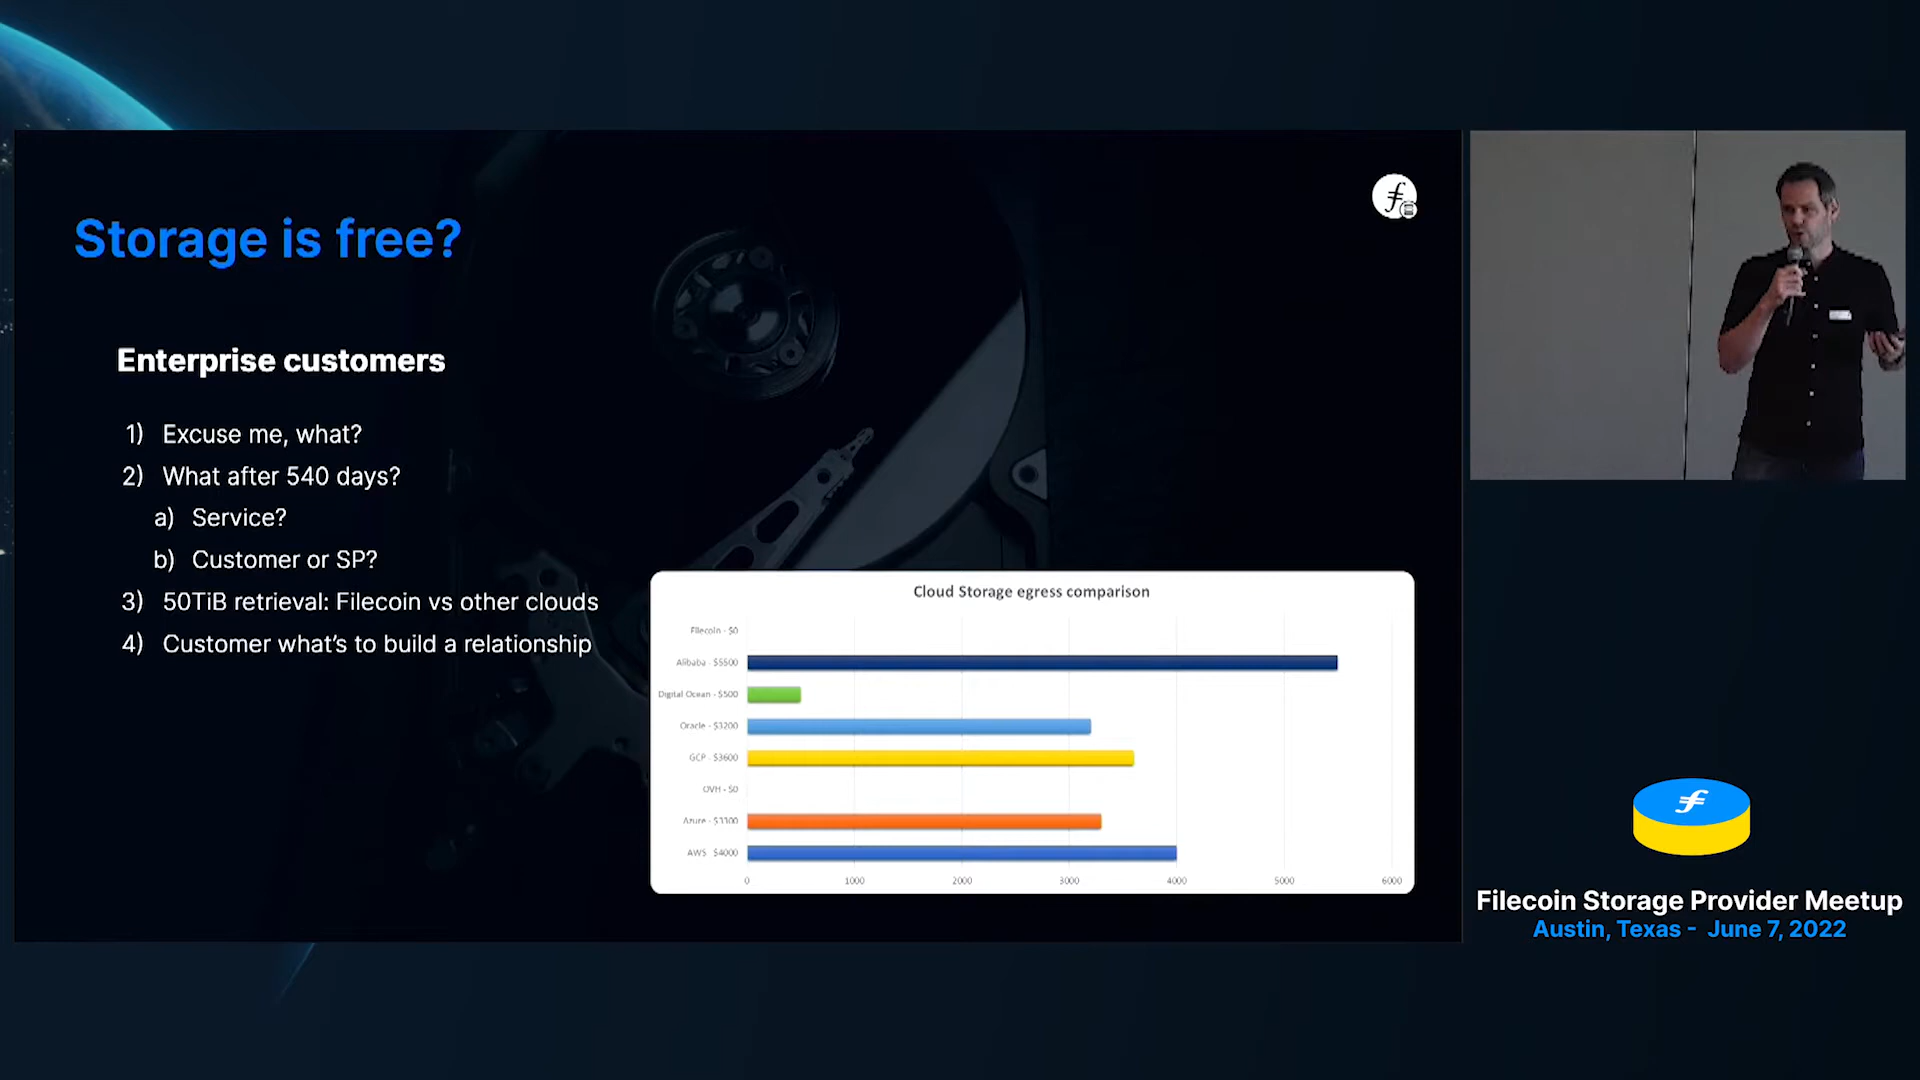 Storage is free?
Enterprise customers
1) Excuse me, what?
2) What after 540 days?
a) Service?
b) Customer or SP?
3) 50TiB retrieval: Filecoin vs other clouds
4) Customer what's to build a relationship
Cloud Storage egress comparison
Filecoin - $0
Alibaba - $5500
Digital Ocean - $500
Oracle - $3200
GCP - $3600
OVH - $0
Azure - $3300
AWS $4000
0 1000 2000 3000 4000 5000 6000
Filecoin Storage Provider Meetup
Austin, Texas - June 7, 2022